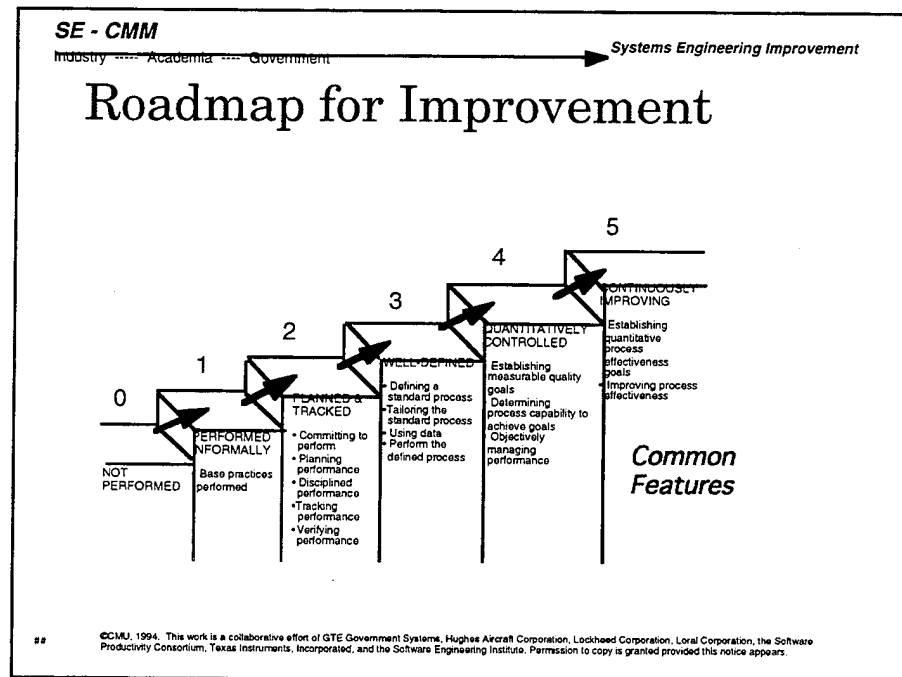 SE - CMM
Systems Engineering Improvement
Industry ----- Academia ---- Government
Roadmap for Improvement
0
NOT
PERFORMED
1
PERFORMED
INFORMALLY
Base practices
performed
2
PLANNED &
TRACKED
• Committing to
perform
• Planning
performance
• Disciplined
performance
•Tracking
performance
• Verifying
performance
3
WELL-DEFINED
• Defining a
standard process
•Tailoring the
standard process
• Using data
• Perform the
defined process
4
QUANTITATIVELY
CONTROLLED
Establishing
measurable quality
goals
Determining
process capability to
achieve goals
Objectively
managing
performance
5
CONTINUOUSLY
IMPROVING
Establishing
quantitative
process
effectiveness
goals
• Improving process
effectiveness
Common
Features
##
©CMU, 1994. This work is a collaborative effort of GTE Government Systems, Hughes Aircraft Corporation, Lockheed Corporation, Loral Corporation, the Software
Productivity Consortium, Texas Instruments, Incorporated, and the Software Engineering Institute. Permission to copy is granted provided this notice appears.